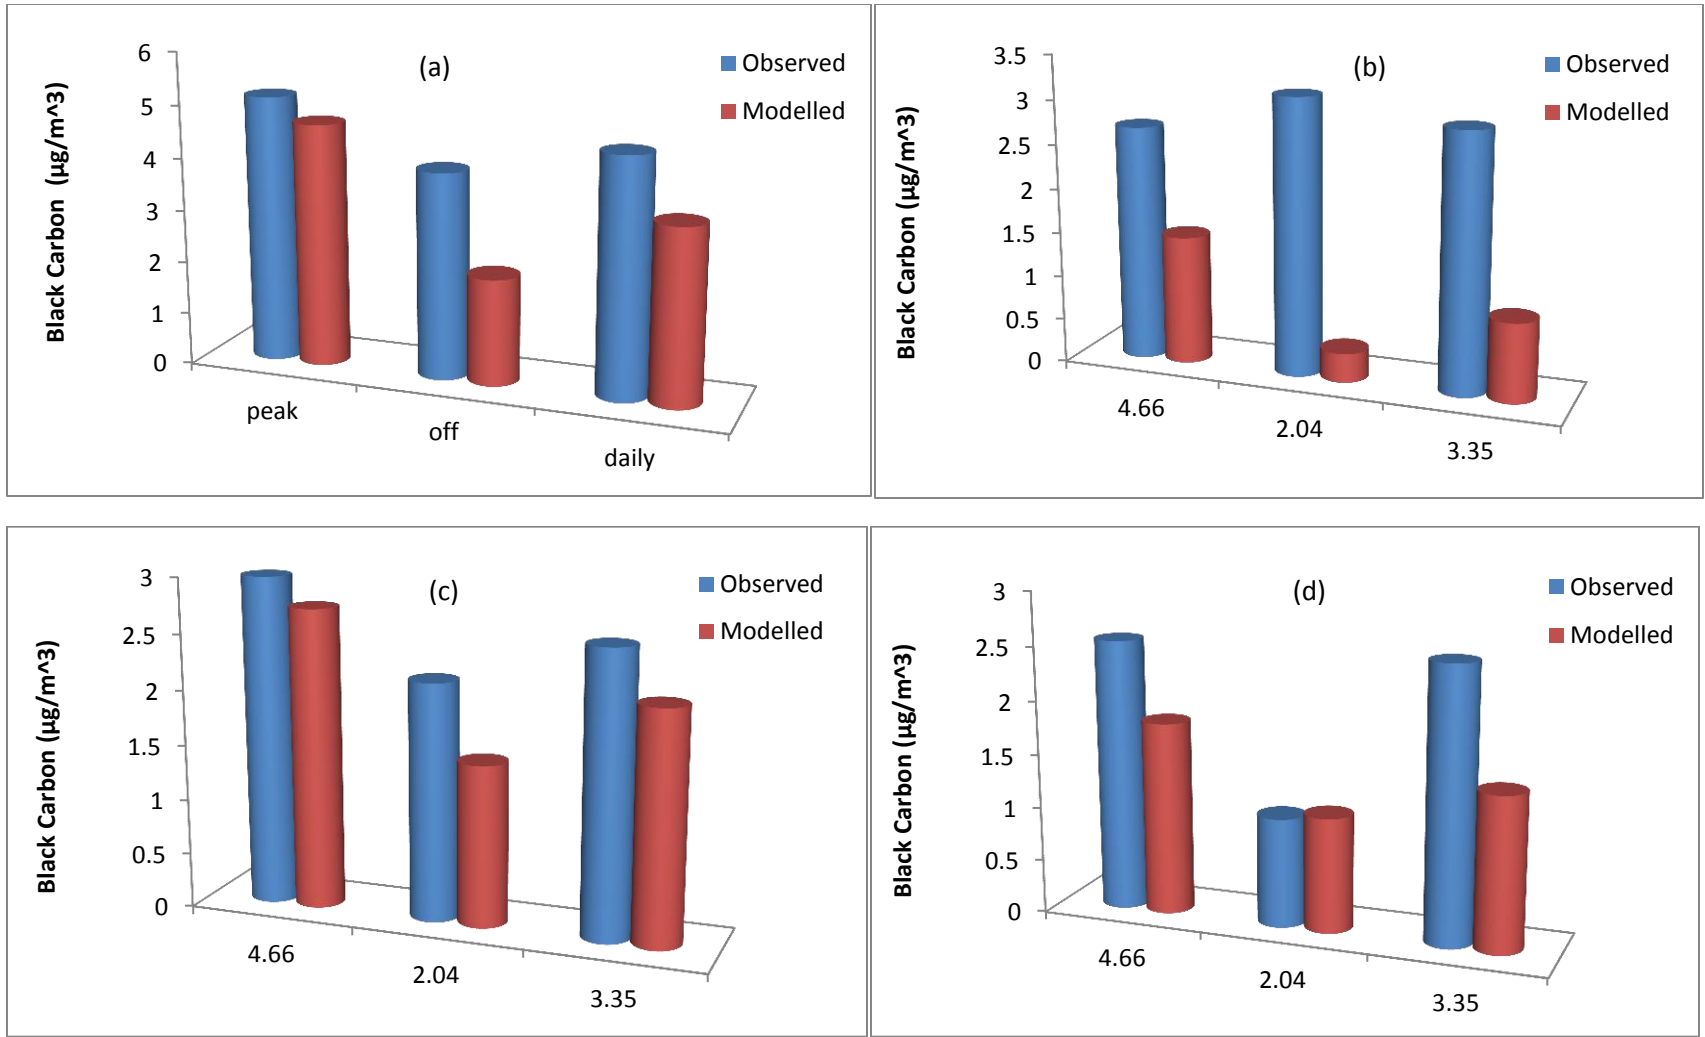 (a)
Observed
Modelled
Black Carbon (µg/m^3)
6
5
4
3
2
1
0
peak
off
daily
(b)
Observed
Modelled
Black Carbon (µg/m^3)
3.5
3
2.5
2
1.5
1
0.5
0
4.66
2.04
3.35
(c)
Observed
Modelled
Black Carbon (µg/m^3)
3
2.5
2
1.5
1
0.5
0
4.66
2.04
3.35
(d)
Observed
Modelled
Black Carbon (µg/m^3)
3
2.5
2
1.5
1
0.5
0
4.66
2.04
3.35